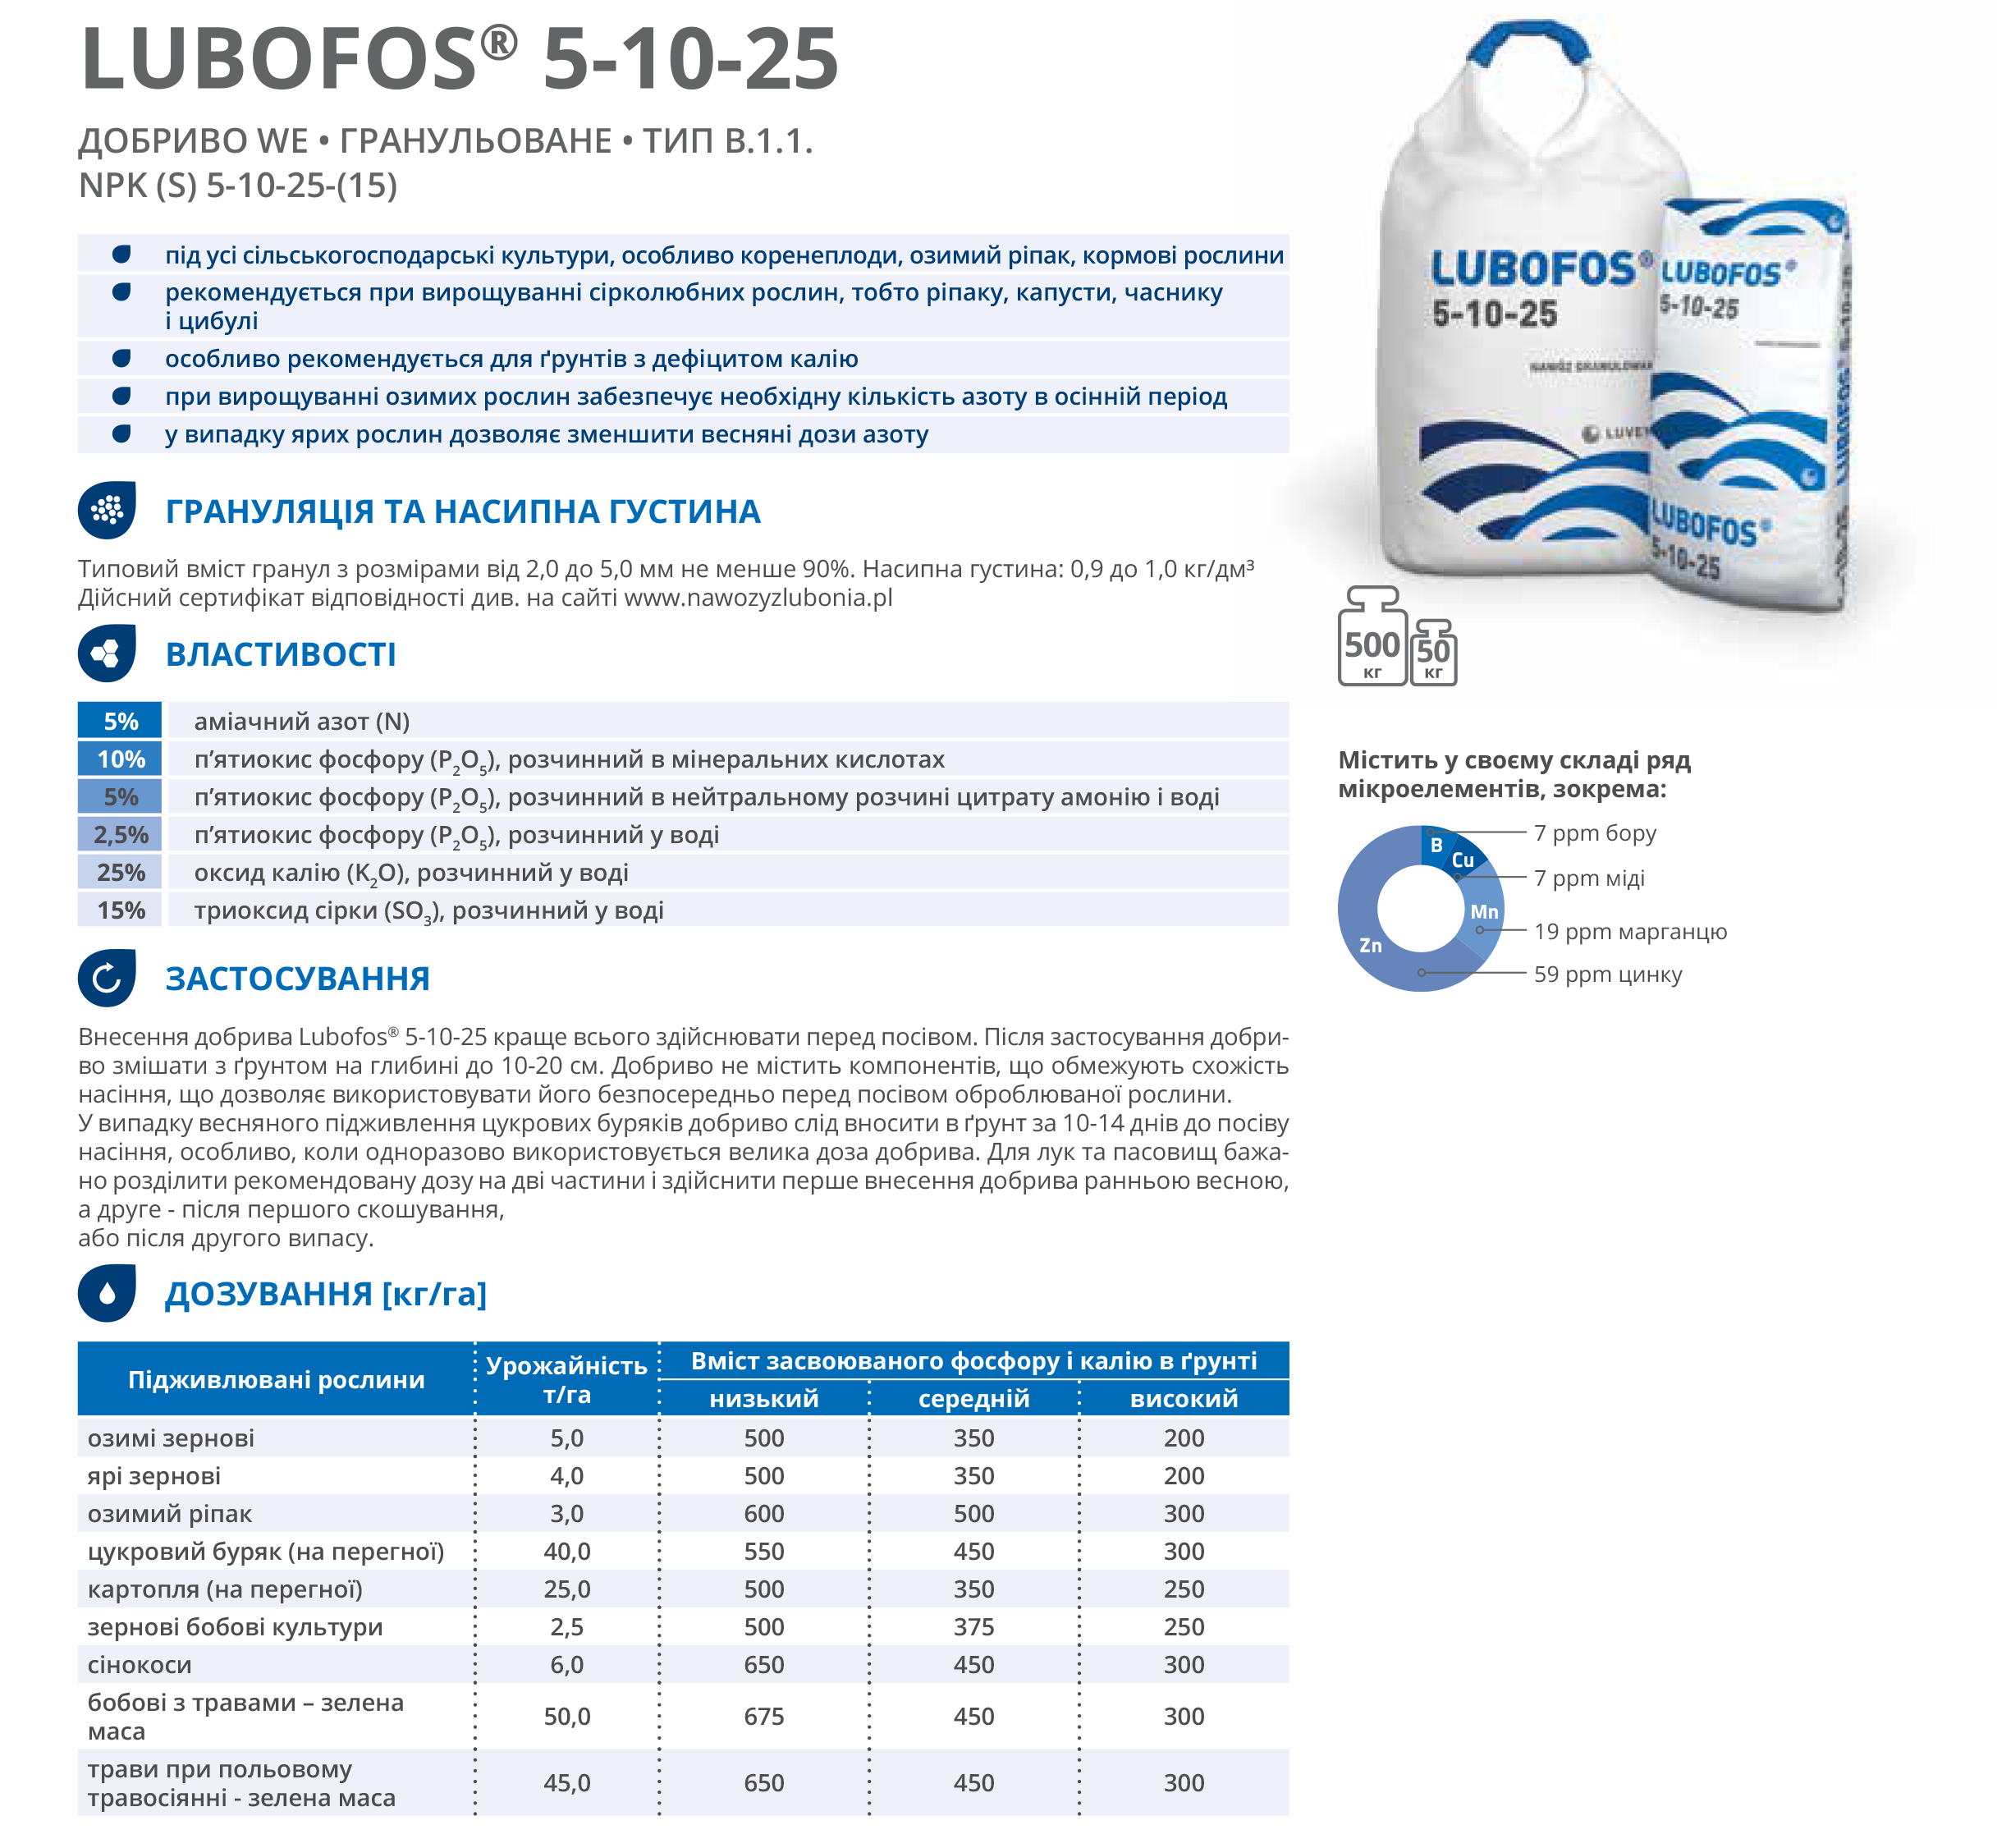 LUBOFOS® 5-10-25
ДОБРИВО WE • ГРАНУЛЬОВАНЕ • ТИП В.1.1.
NPK (S) 5-10-25-(15)
під усі сільськогосподарські культури, особливо коренеплоди, озимий ріпак, кормові рослини
рекомендується при вирощуванні сірколюбних рослин, тобто ріпаку, капусти, часнику
і цибулі
особливо рекомендується для ґрунтів з дефіцитом калію
при вирощуванні озимих рослин забезпечує необхідну кількість азоту в осінній період
у випадку ярих рослин дозволяє зменшити весняні дози азоту
ГРАНУЛЯЦІЯ ТА НАСИПНА ГУСТИНА
Типовий вміст гранул з розмірами від 2,0 до 5,0 мм не менше 90%. Насипна густина: 0,9 до 1,0 кг/дм³
Дійсний сертифікат відповідності див. на сайті www.nawozyzlubonia.pl
ВЛАСТИВОСТІ
5% аміачний азот (N)
10% п’ятиокис фосфору (P₂O₅), розчинний в мінеральних кислотах
5% п’ятиокис фосфору (P₂O₅), розчинний в нейтральному розчині цитрату амонію і воді
2,5% п’ятиокис фосфору (P₂O₅), розчинний у воді
25% оксид калію (K₂O), розчинний у воді
15% триоксид сірки (SO₃), розчинний у воді
ЗАСТОСУВАННЯ
Внесення добрива Lubofos® 5-10-25 краще всього здійснювати перед посівом. Після застосування добри-
во змішати з ґрунтом на глибині до 10-20 см. Добриво не містить компонентів, що обмежують схожість
насіння, що дозволяє використовувати його безпосередньо перед посівом оброблюваної рослини.
У випадку весняного підживлення цукрових буряків добриво слід вносити в ґрунт за 10-14 днів до посіву
насіння, особливо, коли одноразово використовується велика доза добрива. Для лук та пасовищ бажа-
но розділити рекомендовану дозу на дві частини і здійснити перше внесення добрива ранньою весною,
а друге - після першого скошування,
або після другого випасу.
ДОЗУВАННЯ [кг/га]
Підживлювані рослини Урожайність т/га Вміст засвоюваного фосфору і калію в ґрунті
низький середній високий
озимі зернові 5,0 500 350 200
ярі зернові 4,0 500 350 200
озимий ріпак 3,0 600 500 300
цукровий буряк (на перегної) 40,0 550 450 300
картопля (на перегної) 25,0 500 350 250
зернові бобові культури 2,5 500 375 250
сінокоси 6,0 650 450 300
бобові з травами – зелена
маса 50,0 675 450 300
трави при польовому
травосіянні - зелена маса 45,0 650 450 300
LUBOFOS®
5-10-25
LUBOFOS®
5-10-25
LUBOFOS®
5-10-25
500 кг
50 кг
Містить у своєму складі ряд
мікроелементів, зокрема:
B
Cu
Mn
Zn
7 ppm бору
7 ppm міді
19 ppm марганцю
59 ppm цинку